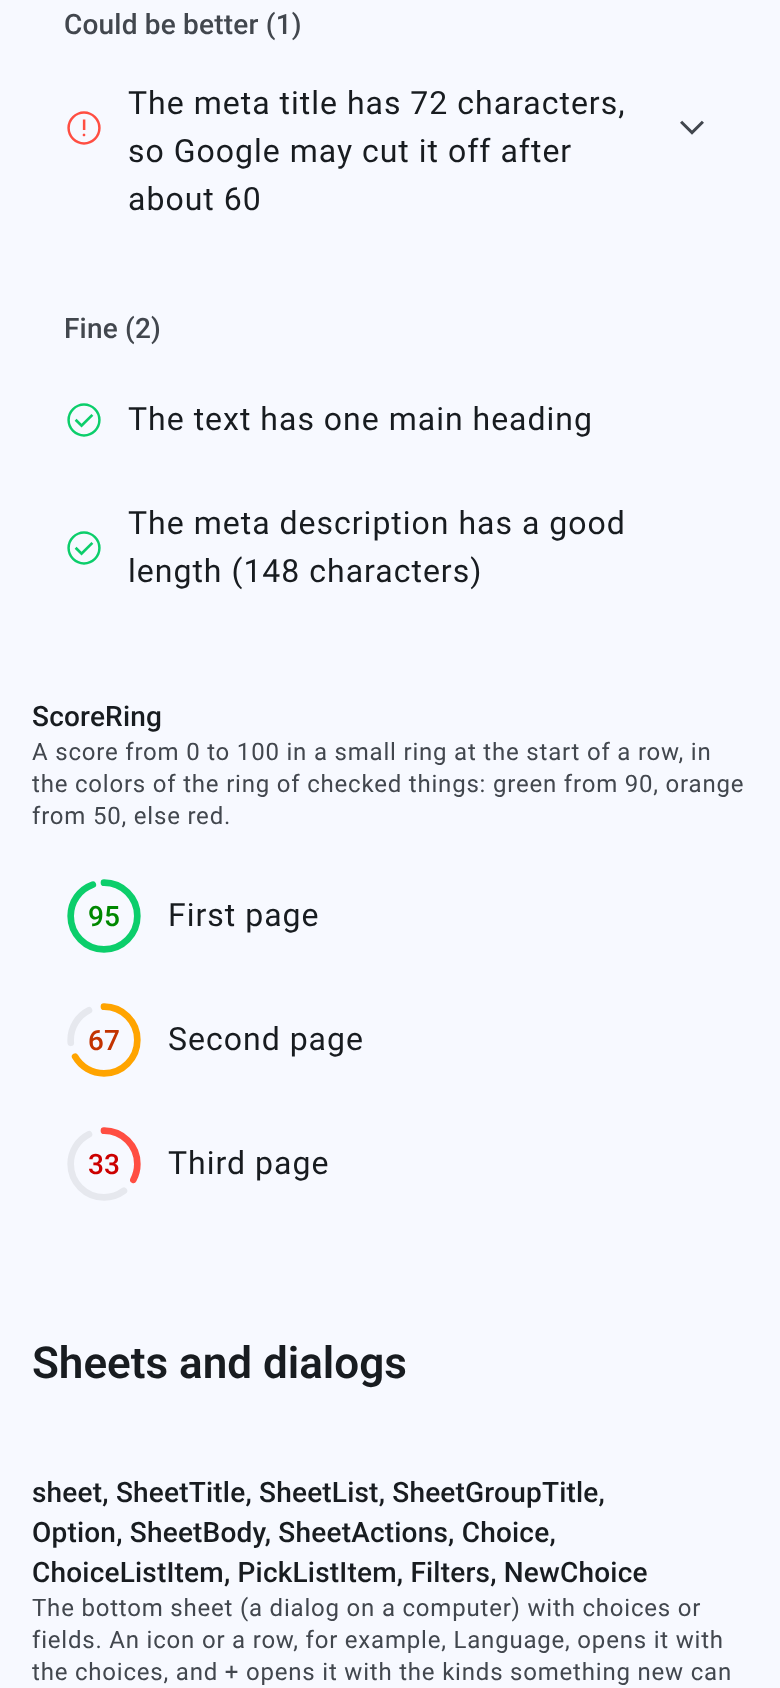 Could be better (1)
The meta title has 72 characters,
so Google may cut it off after
about 60
Fine (2)
The text has one main heading
The meta description has a good
length (148 characters)
ScoreRing
A score from 0 to 100 in a small ring at the start of a row, in
the colors of the ring of checked things: green from 90, orange
from 50, else red.
95 First page
67 Second page
33 Third page
Sheets and dialogs
sheet, SheetTitle, SheetList, SheetGroupTitle,
Option, SheetBody, SheetActions, Choice,
ChoiceListItem, PickListItem, Filters, NewChoice
The bottom sheet (a dialog on a computer) with choices or
fields. An icon or a row, for example, Language, opens it with
the choices, and + opens it with the kinds something new can